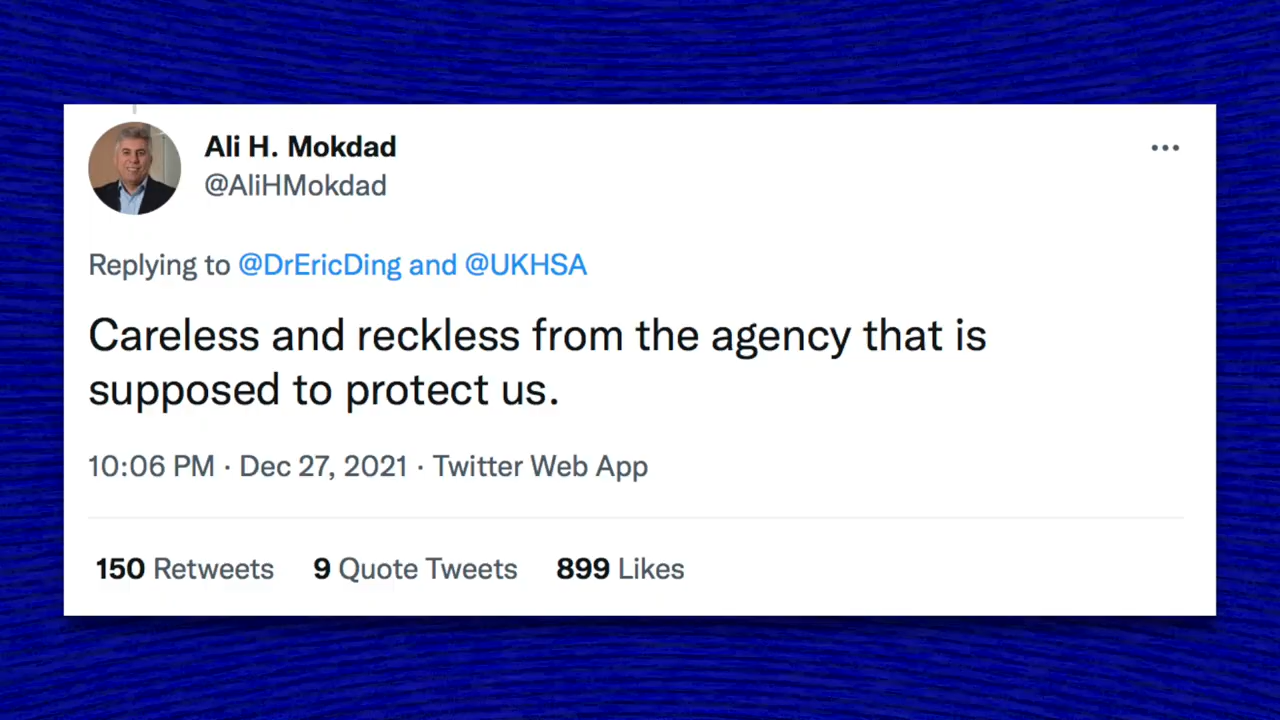 Ali H. Mokdad
@AliHMokdad
Replying to @DrEricDing and @UKHSA
Careless and reckless from the agency that is
supposed to protect us.
10:06 PM · Dec 27, 2021 · Twitter Web App
150 Retweets 9 Quote Tweets 899 Likes